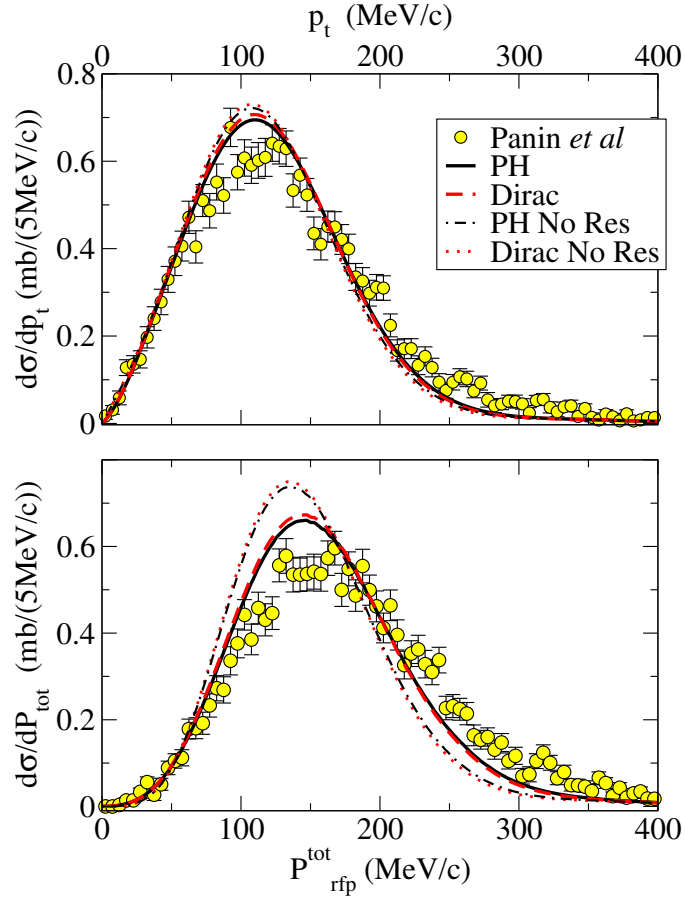 p_t (MeV/c)
0 100 200 300 400
0.8
0.6
0.4
0.2
0
dσ/dp_t (mb/(5MeV/c))
Panin et al
PH
Dirac
PH No Res
Dirac No Res
0.6
0.4
0.2
0
dσ/dP_tot (mb/(5MeV/c))
0 100 200 300 400
P_rfp^tot (MeV/c)